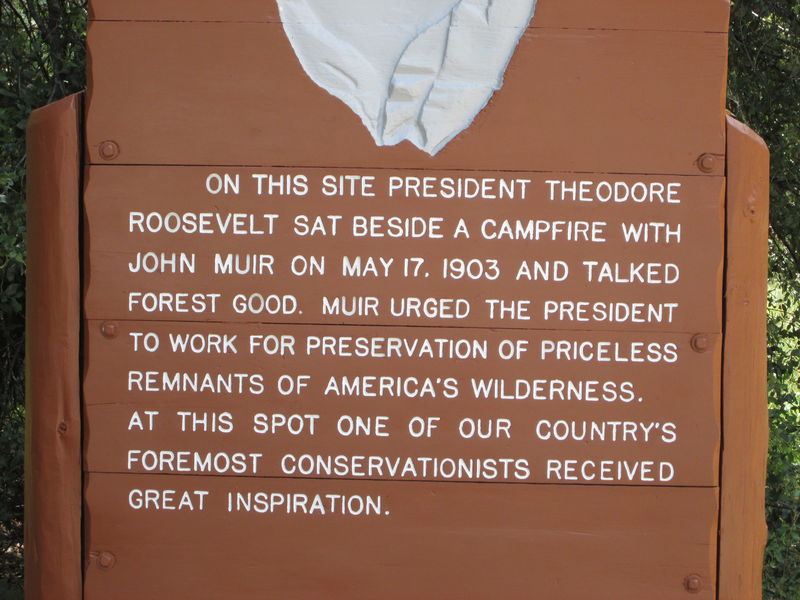 ON THIS SITE PRESIDENT THEODORE
ROOSEVELT SAT BESIDE A CAMPFIRE WITH
JOHN MUIR ON MAY 17. 1903 AND TALKED
FOREST GOOD. MUIR URGED THE PRESIDENT
TO WORK FOR PRESERVATION OF PRICELESS
REMNANTS OF AMERICA'S WILDERNESS.
AT THIS SPOT ONE OF OUR COUNTRY'S
FOREMOST CONSERVATIONISTS RECEIVED
GREAT INSPIRATION.